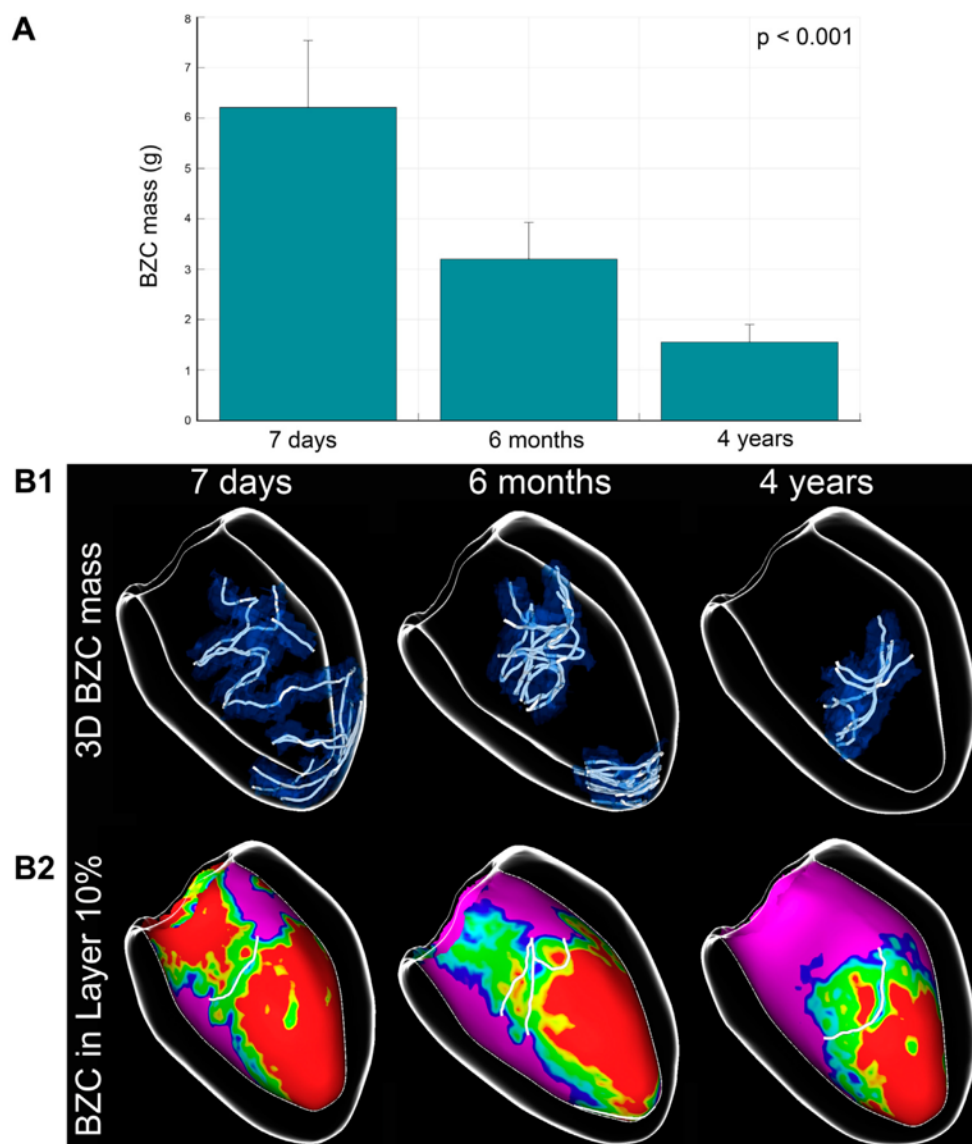 A
p < 0.001
8
7
6
5
4
3
2
1
0
BZC mass (g)
7 days
6 months
4 years
B1
7 days
6 months
4 years
3D BZC mass
B2
BZC in Layer 10%